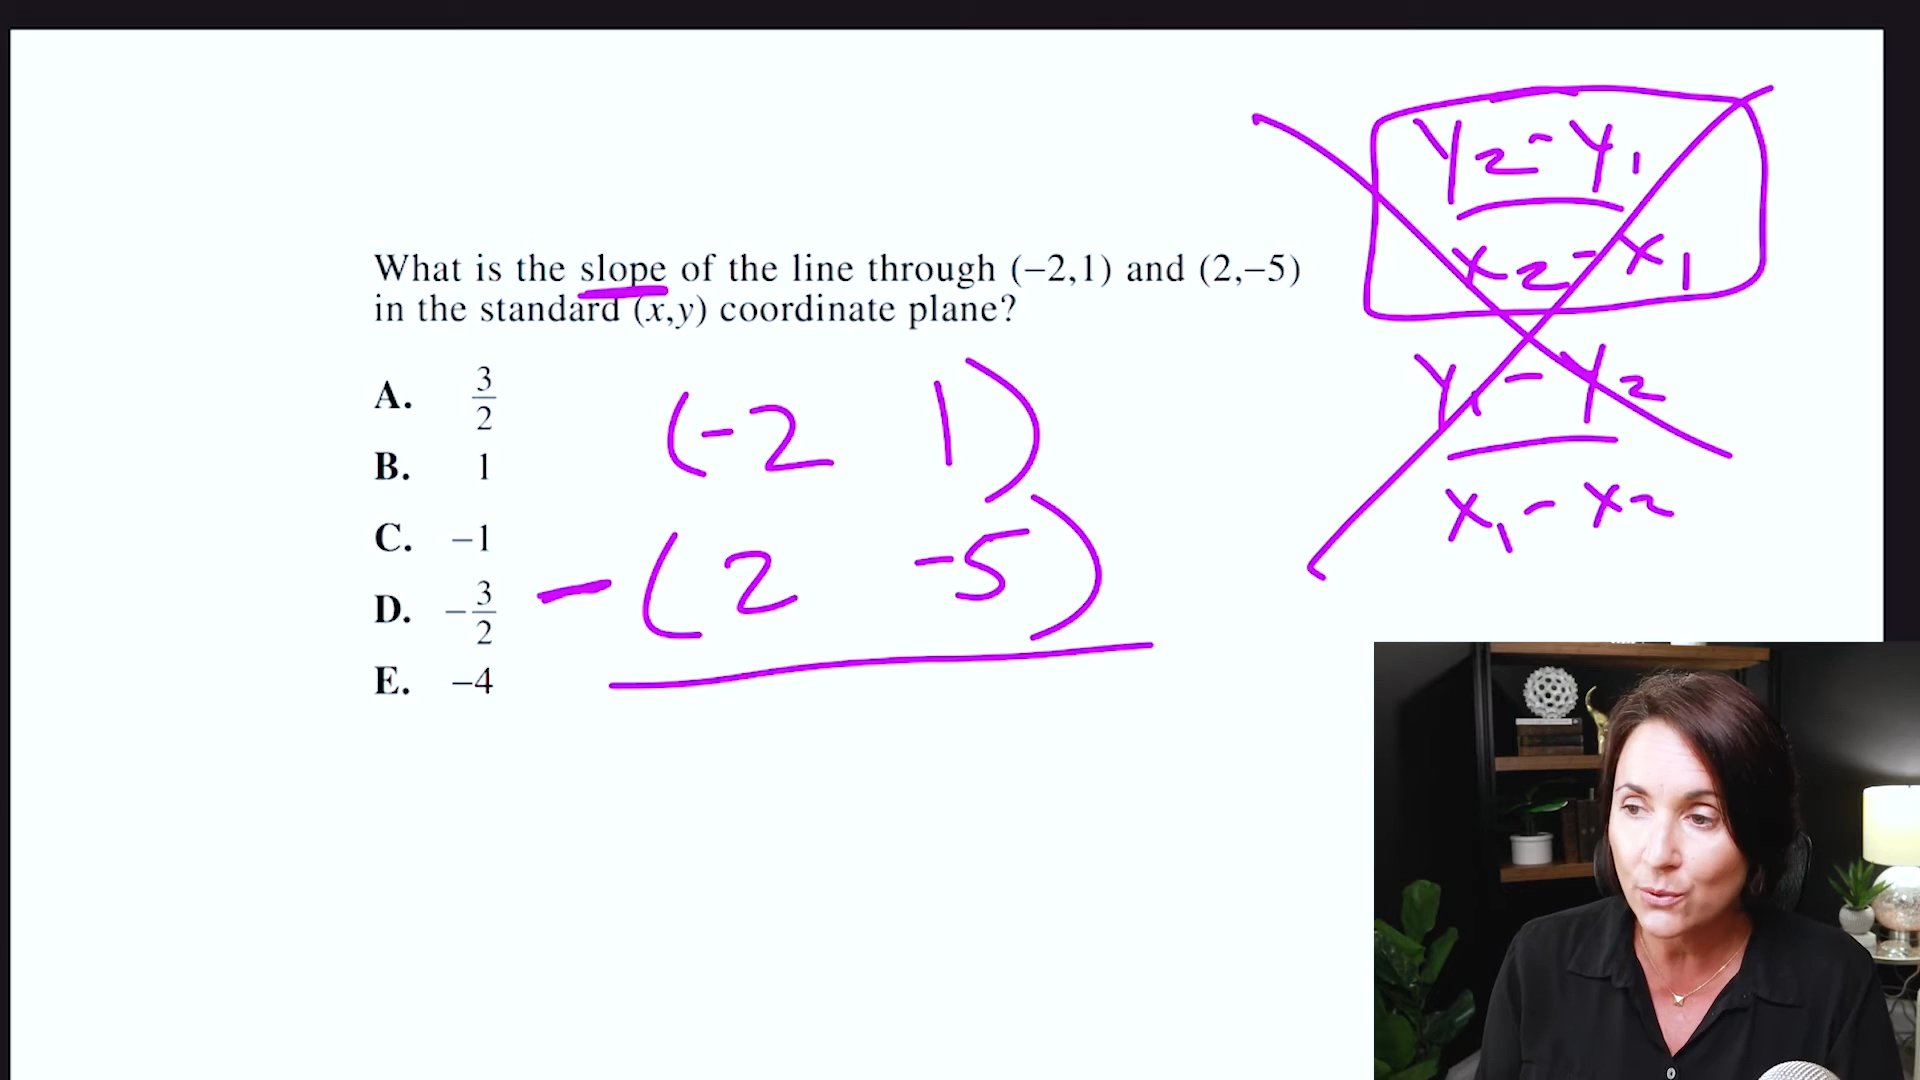 What is the slope of the line through (−2,1) and (2,−5)
in the standard (x,y) coordinate plane?
A. 3/2
B. 1
C. −1
D. −3/2
E. −4
(-2 1)
-(2 -5)
y2-y1
x2-x1
y1-y2
x1-x2